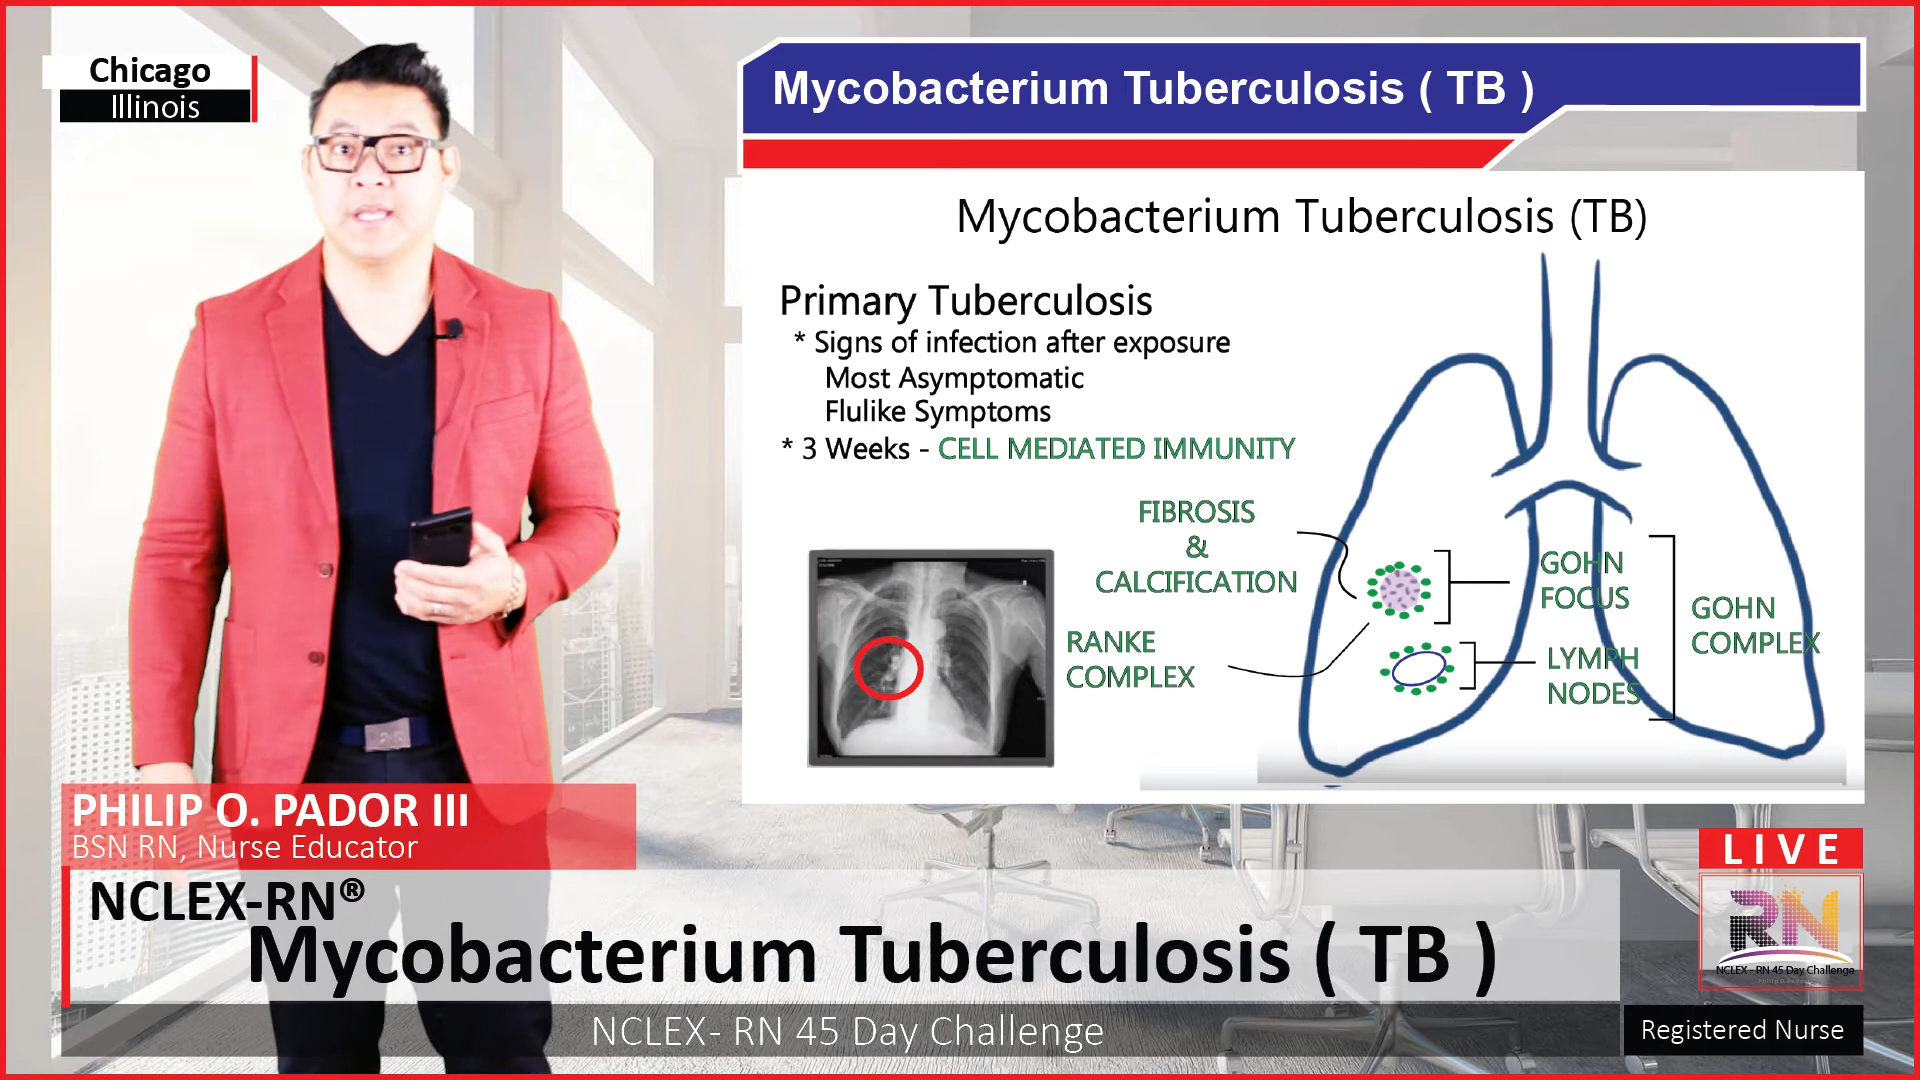 Chicago
Illinois
Mycobacterium Tuberculosis ( TB )
Mycobacterium Tuberculosis (TB)
Primary Tuberculosis
* Signs of infection after exposure
Most Asymptomatic
Flulike Symptoms
* 3 Weeks - CELL MEDIATED IMMUNITY
FIBROSIS
&
CALCIFICATION
RANKE
COMPLEX
GOHN
FOCUS
LYMPH
NODES
GOHN
COMPLEX
PHILIP O. PADOR III
BSN RN, Nurse Educator
NCLEX-RN®
Mycobacterium Tuberculosis ( TB )
NCLEX- RN 45 Day Challenge
LIVE
RN
NCLEX - RN 45 Day Challenge
Registered Nurse